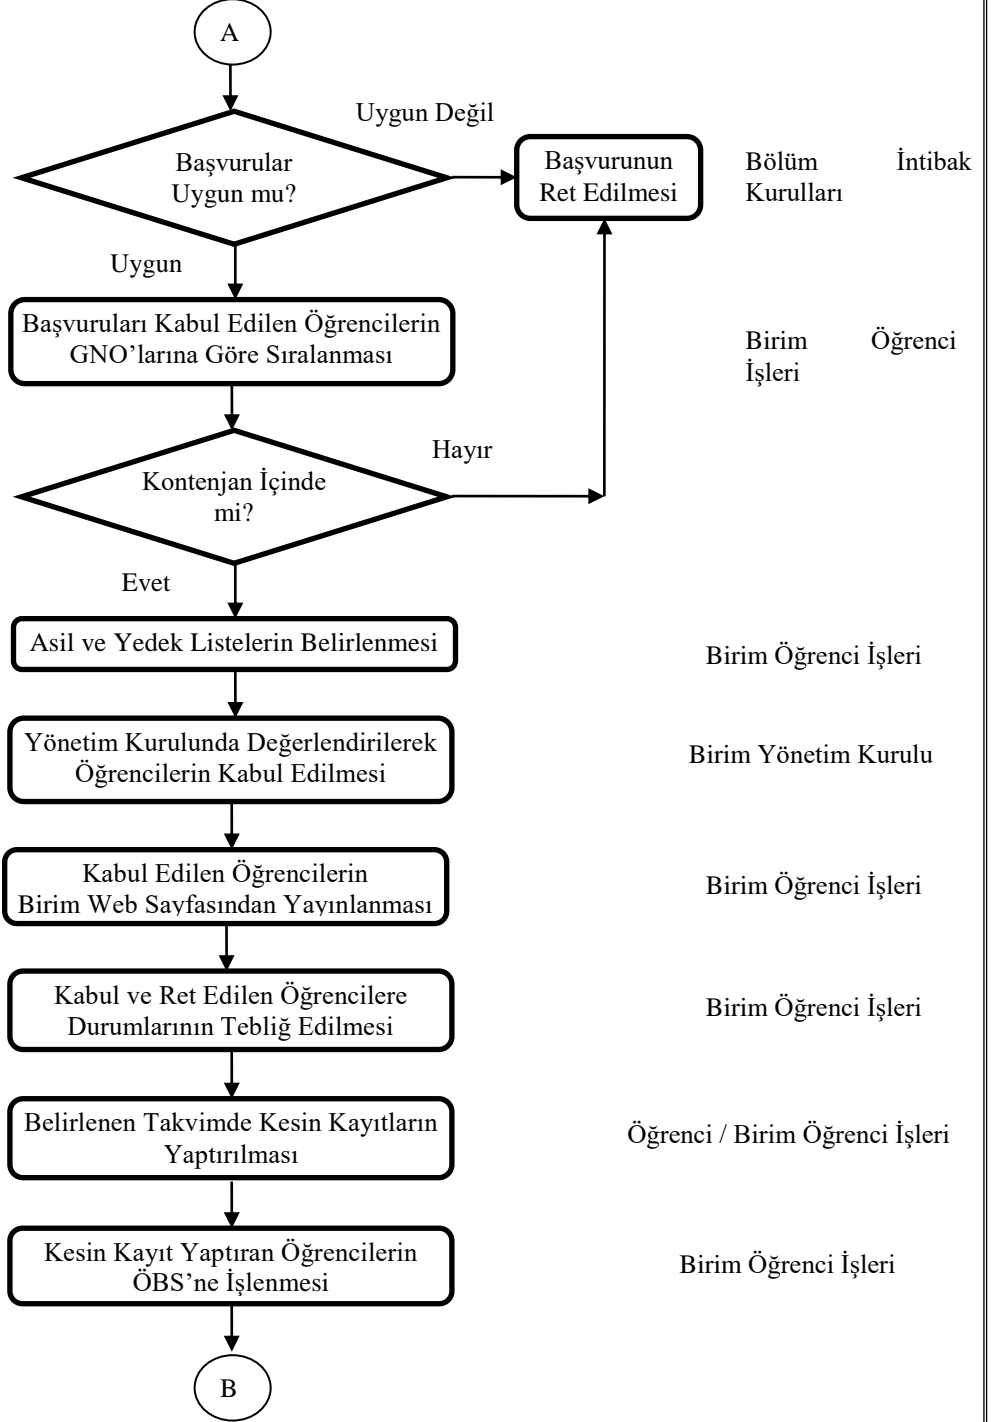 A
Uygun Değil
Başvurular
Uygun mu?
Başvurunun
Ret Edilmesi
Bölüm İntibak
Kurulları
Uygun
Başvuruları Kabul Edilen Öğrencilerin
GNO’larına Göre Sıralanması
Birim Öğrenci
İşleri
Hayır
Kontenjan İçinde
mi?
Evet
Asil ve Yedek Listelerin Belirlenmesi
Birim Öğrenci İşleri
Yönetim Kurulunda Değerlendirilerek
Öğrencilerin Kabul Edilmesi
Birim Yönetim Kurulu
Kabul Edilen Öğrencilerin
Birim Web Sayfasından Yayınlanması
Birim Öğrenci İşleri
Kabul ve Ret Edilen Öğrencilere
Durumlarının Tebliğ Edilmesi
Birim Öğrenci İşleri
Belirlenen Takvimde Kesin Kayıtların
Yaptırılması
Öğrenci / Birim Öğrenci İşleri
Kesin Kayıt Yaptıran Öğrencilerin
ÖBS’ne İşlenmesi
Birim Öğrenci İşleri
B